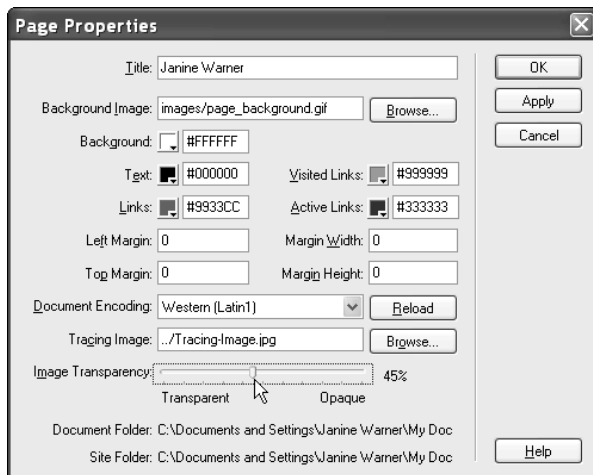 Page Properties
Title: Janine Warner
OK
Background Image: images/page_background.gif Browse...
Apply
Background: #FFFFFF
Cancel
Text: #000000 Visited Links: #999999
Links: #9933CC Active Links: #333333
Left Margin: 0 Margin Width: 0
Top Margin: 0 Margin Height: 0
Document Encoding: Western (Latin1) Reload
Tracing Image: ../Tracing-Image.jpg Browse...
Image Transparency: 45%
Transparent Opaque
Document Folder: C:\Documents and Settings\Janine Warner\My Doc
Site Folder: C:\Documents and Settings\Janine Warner\My Doc
Help